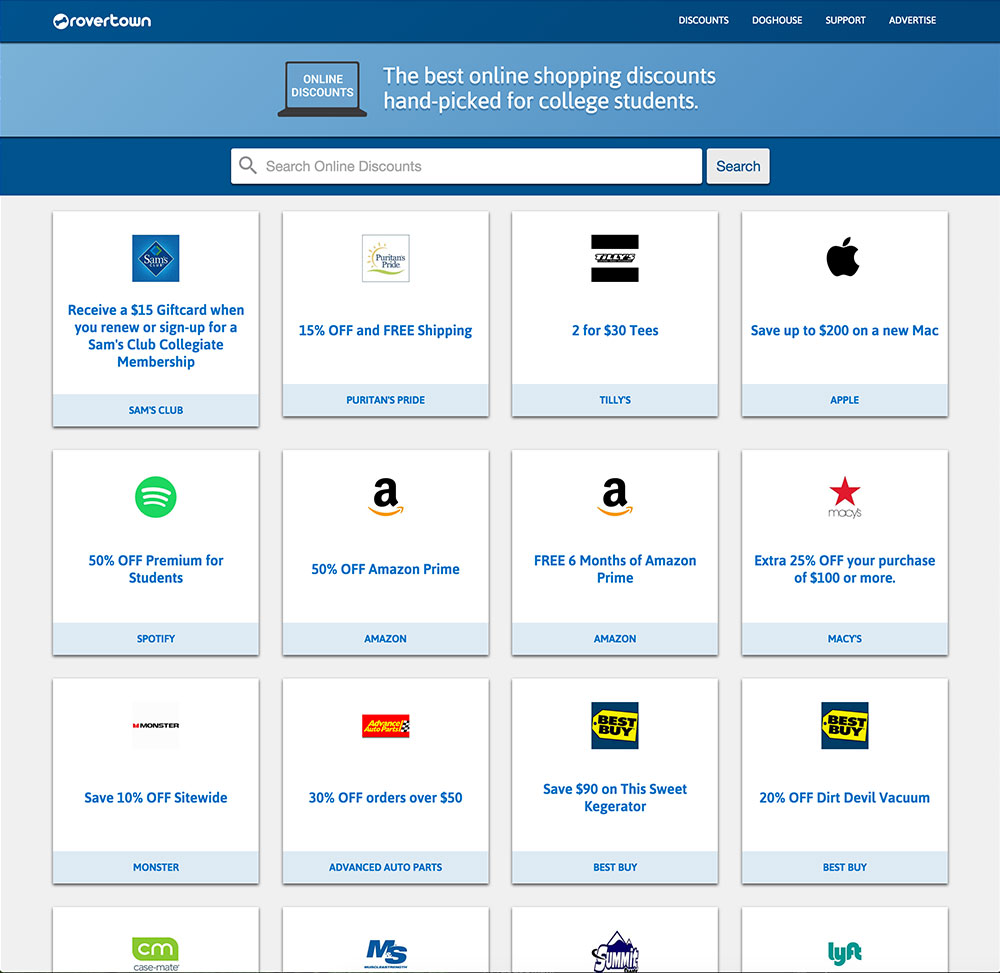 rovertown
DISCOUNTS DOGHOUSE SUPPORT ADVERTISE
ONLINE
DISCOUNTS
The best online shopping discounts
hand-picked for college students.
Search Online Discounts
Search
Sam's
CLUB
Receive a $15 Giftcard when
you renew or sign-up for a
Sam's Club Collegiate
Membership
SAM'S CLUB
Puritan's
Pride
15% OFF and FREE Shipping
PURITAN'S PRIDE
TILLY'S
2 for $30 Tees
TILLY'S
Save up to $200 on a new Mac
APPLE
50% OFF Premium for
Students
SPOTIFY
a
50% OFF Amazon Prime
AMAZON
a
FREE 6 Months of Amazon
Prime
AMAZON
macy's
Extra 25% OFF your purchase
of $100 or more.
MACY'S
MONSTER
Save 10% OFF Sitewide
MONSTER
Advance
Auto Parts
30% OFF orders over $50
ADVANCED AUTO PARTS
BEST
BUY
Save $90 on This Sweet
Kegerator
BEST BUY
BEST
BUY
20% OFF Dirt Devil Vacuum
BEST BUY
cm
case-mate
M&S
MUSCLE&STRENGTH
SUMMIT
lyft